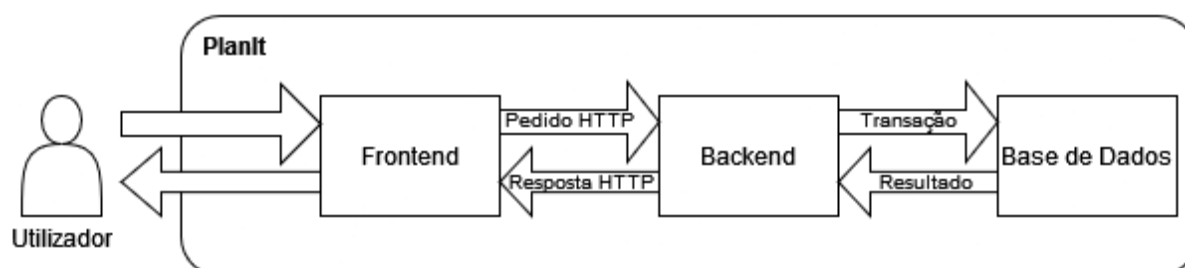 PlanIt
Pedido HTTP
Transação
Frontend
Backend
Base de Dados
Resposta HTTP
Resultado
Utilizador